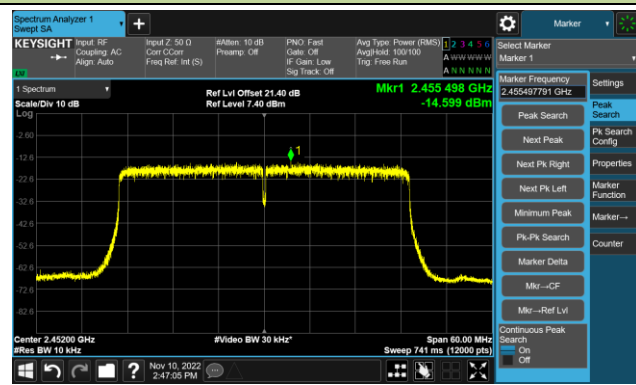 Spectrum Analyzer 1
Swept SA
Marker
KEYSIGHT
Input: RF
Coupling: AC
Align: Auto
Input Z: 50 Ω
Corr CCorr
Freq Ref: Int (S)
#Atten: 10 dB
Preamp: Off
PNO: Fast
Gate: Off
IF Gain: Low
Sig Track: Off
Avg Type: Power (RMS)
Avg|Hold: 100/100
Trig: Free Run
1 2 3 4 5 6
A W W W W W
A N N N N N
Select Marker
Marker 1
1 Spectrum
Scale/Div 10 dB
Log
Ref Lvl Offset 21.40 dB
Ref Level 7.40 dBm
Mkr1 2.455 498 GHz
-14.599 dBm
Marker Frequency
2.455497791 GHz
Settings
Peak Search
Next Peak
Next Pk Right
Next Pk Left
Minimum Peak
Pk-Pk Search
Marker Delta
Mkr→CF
Mkr→Ref Lvl
Continuous Peak
Search
On
Off
Peak
Search
Pk Search
Config
Properties
Marker
Function
Marker→
Counter
1
-2.60
-12.6
-22.6
-32.6
-42.6
-52.6
-62.6
-72.6
-82.6
Center 2.45200 GHz
#Res BW 10 kHz
#Video BW 30 kHz*
Span 60.00 MHz
Sweep 741 ms (12000 pts)
Nov 10, 2022
2:47:05 PM